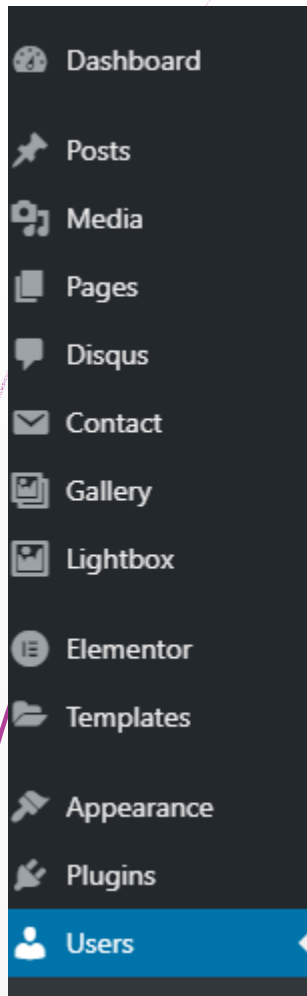 Dashboard
Posts
Media
Pages
Disqus
Contact
Gallery
Lightbox
Elementor
Templates
Appearance
Plugins
Users